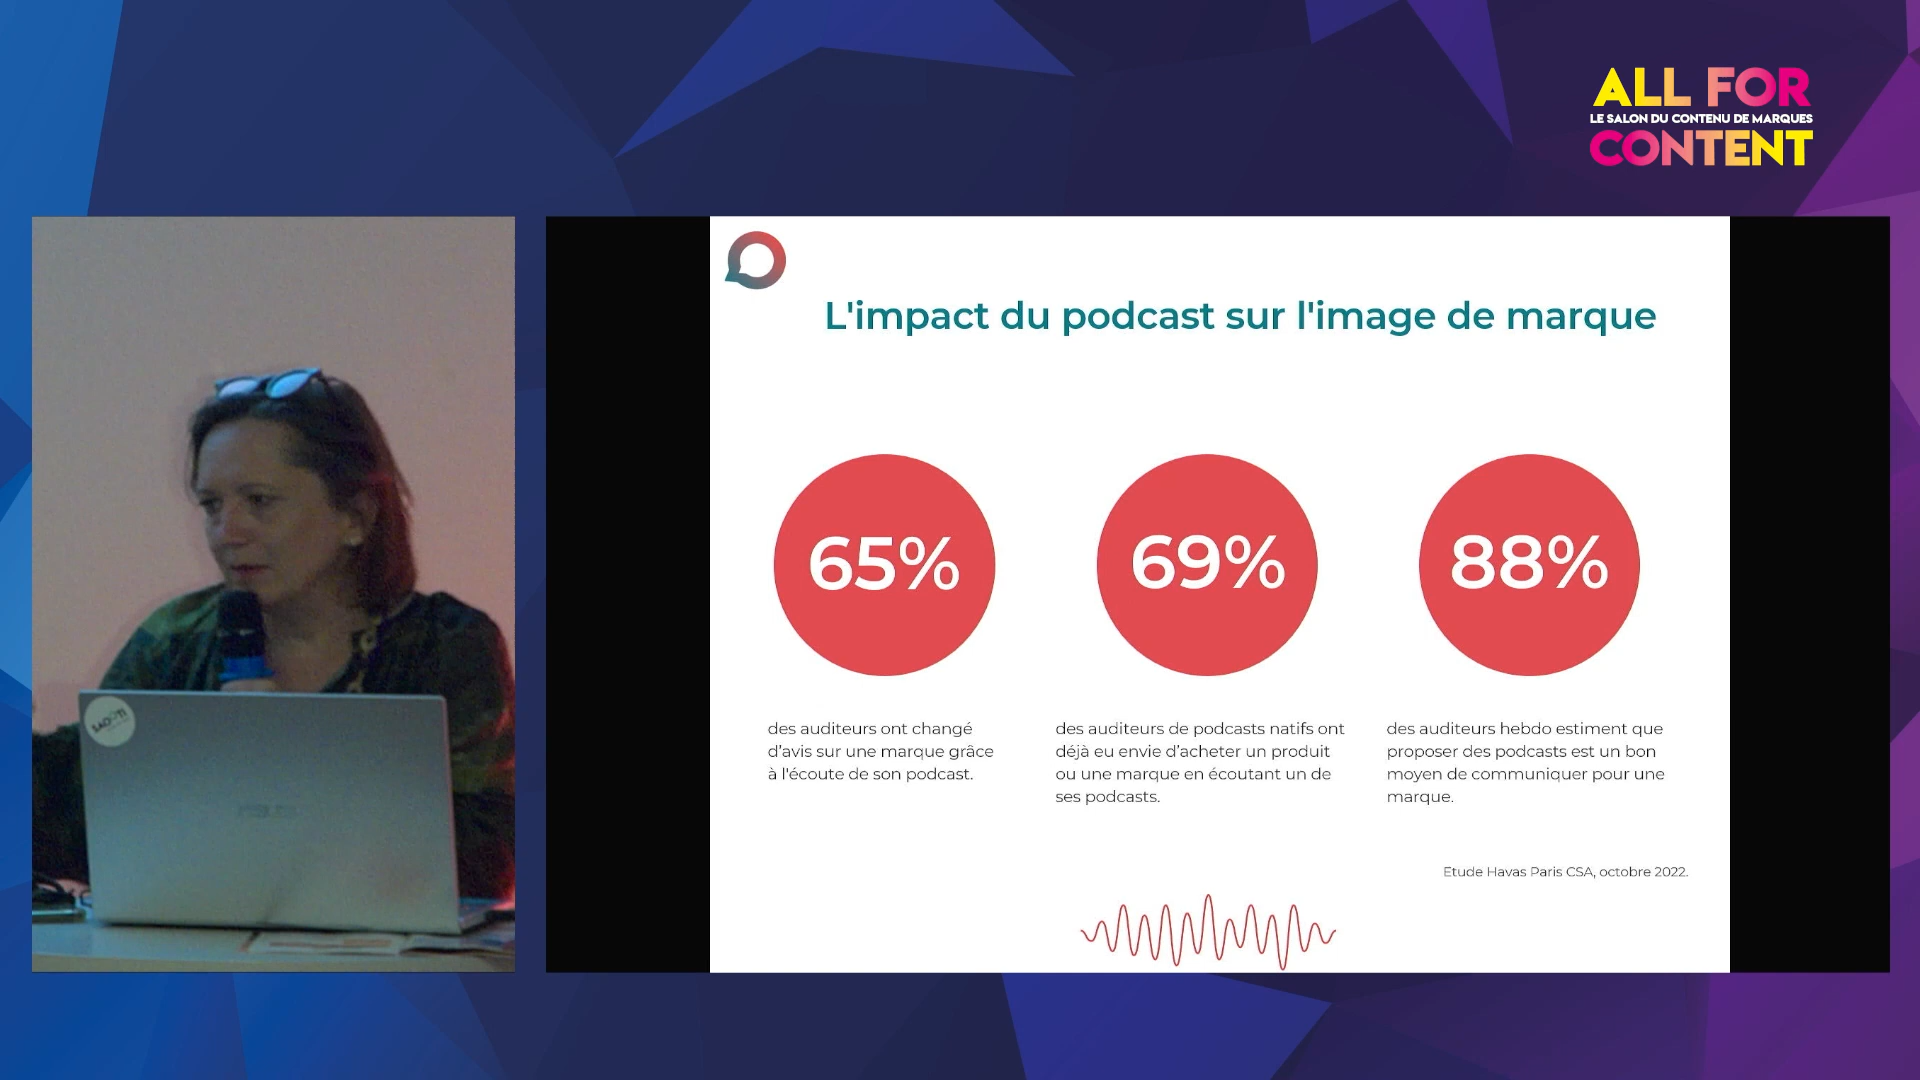 ALL FOR
LE SALON DU CONTENU DE MARQUES
CONTENT
L'impact du podcast sur l'image de marque
65%
69%
88%
des auditeurs ont changé
d’avis sur une marque grâce
à l'écoute de son podcast.
des auditeurs de podcasts natifs ont
déjà eu envie d’acheter un produit
ou une marque en écoutant un de
ses podcasts.
des auditeurs hebdo estiment que
proposer des podcasts est un bon
moyen de communiquer pour une
marque.
Etude Havas Paris CSA, octobre 2022.